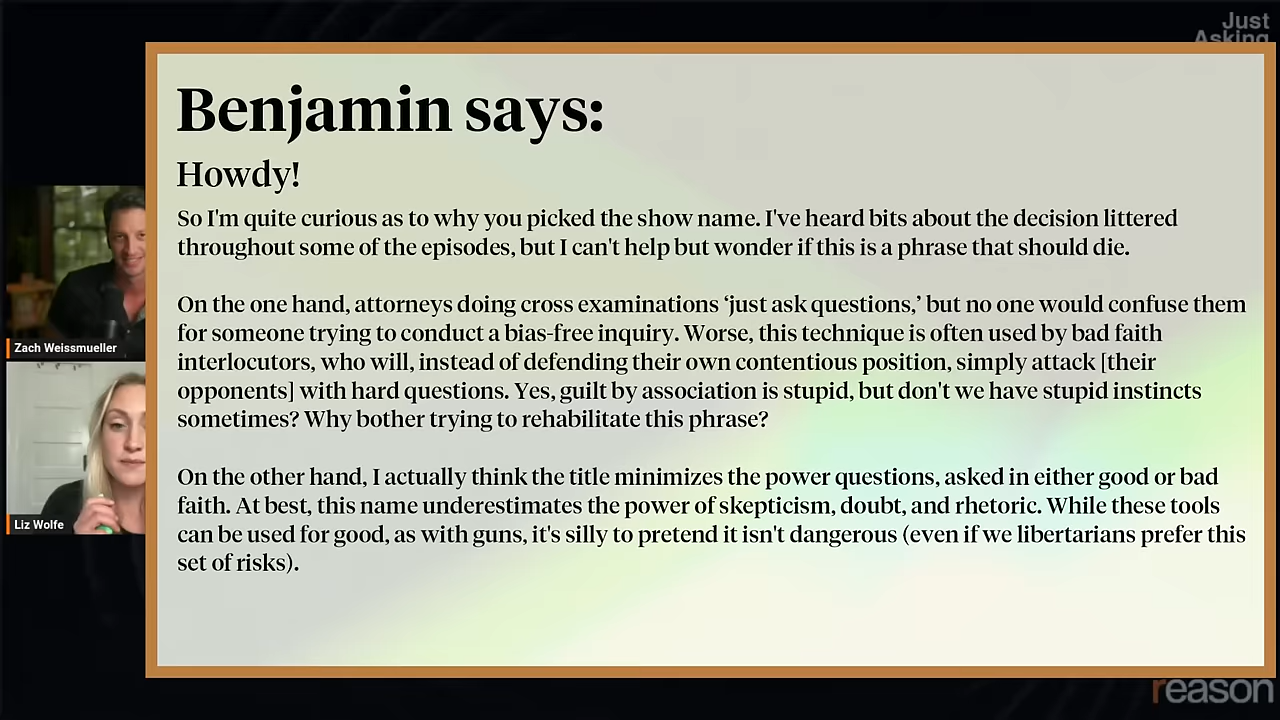 Just
Asking
Benjamin says:
Howdy!
So I'm quite curious as to why you picked the show name. I've heard bits about the decision littered
throughout some of the episodes, but I can't help but wonder if this is a phrase that should die.
On the one hand, attorneys doing cross examinations ‘just ask questions,’ but no one would confuse them
for someone trying to conduct a bias-free inquiry. Worse, this technique is often used by bad faith
interlocutors, who will, instead of defending their own contentious position, simply attack [their
opponents] with hard questions. Yes, guilt by association is stupid, but don't we have stupid instincts
sometimes? Why bother trying to rehabilitate this phrase?
On the other hand, I actually think the title minimizes the power questions, asked in either good or bad
faith. At best, this name underestimates the power of skepticism, doubt, and rhetoric. While these tools
can be used for good, as with guns, it's silly to pretend it isn't dangerous (even if we libertarians prefer this
set of risks).
Zach Weissmueller
Liz Wolfe
reason